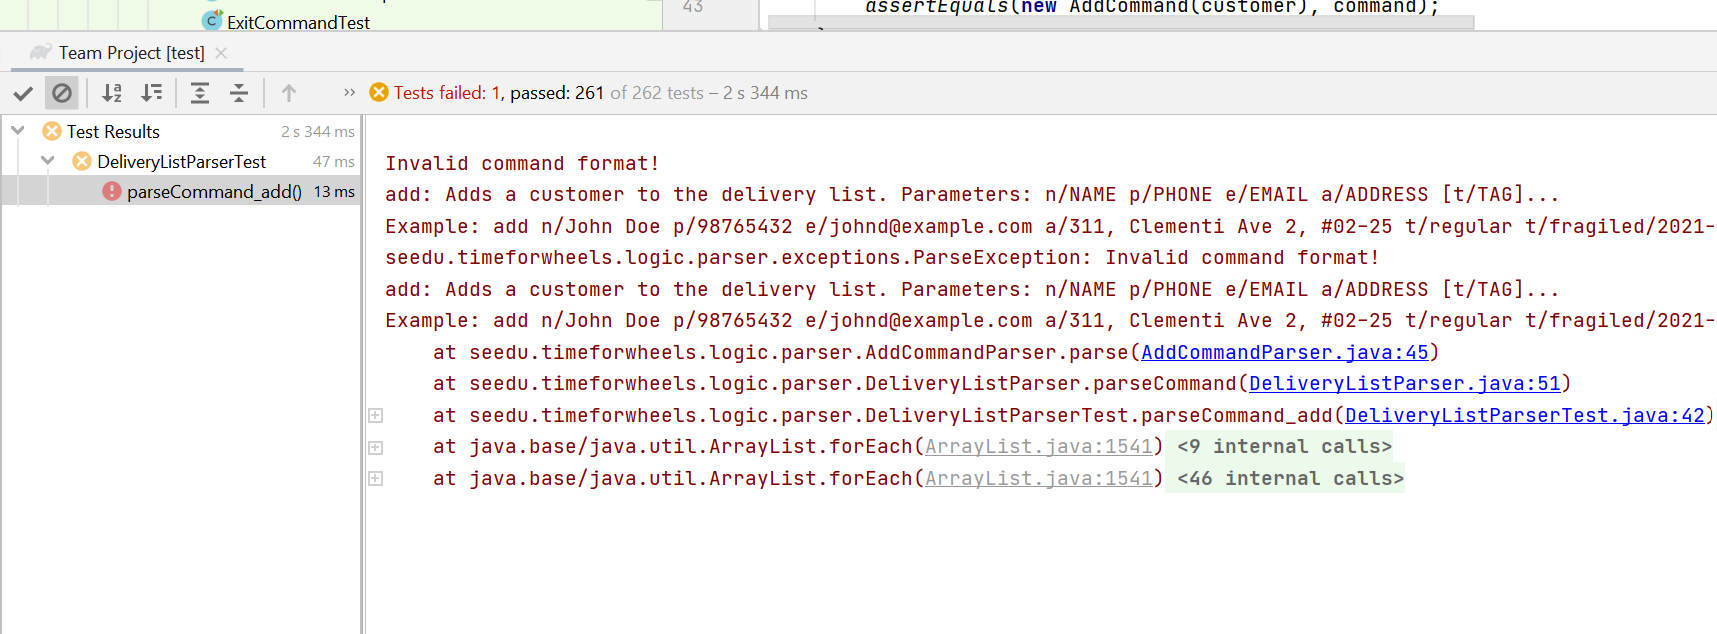 43
assertEquals(new AddCommand(customer), command);
ExitCommandTest
Team Project [test]
Tests failed: 1, passed: 261 of 262 tests – 2 s 344 ms
Test Results 2 s 344 ms
DeliveryListParserTest 47 ms
parseCommand_add() 13 ms
Invalid command format!
add: Adds a customer to the delivery list. Parameters: n/NAME p/PHONE e/EMAIL a/ADDRESS [t/TAG]...
Example: add n/John Doe p/98765432 e/johnd@example.com a/311, Clementi Ave 2, #02-25 t/regular t/fragiled/2021-
seedu.timeforwheels.logic.parser.exceptions.ParseException: Invalid command format!
add: Adds a customer to the delivery list. Parameters: n/NAME p/PHONE e/EMAIL a/ADDRESS [t/TAG]...
Example: add n/John Doe p/98765432 e/johnd@example.com a/311, Clementi Ave 2, #02-25 t/regular t/fragiled/2021-
at seedu.timeforwheels.logic.parser.AddCommandParser.parse(AddCommandParser.java:45)
at seedu.timeforwheels.logic.parser.DeliveryListParser.parseCommand(DeliveryListParser.java:51)
at seedu.timeforwheels.logic.parser.DeliveryListParserTest.parseCommand_add(DeliveryListParserTest.java:42)
at java.base/java.util.ArrayList.forEach(ArrayList.java:1541) <9 internal calls>
at java.base/java.util.ArrayList.forEach(ArrayList.java:1541) <46 internal calls>